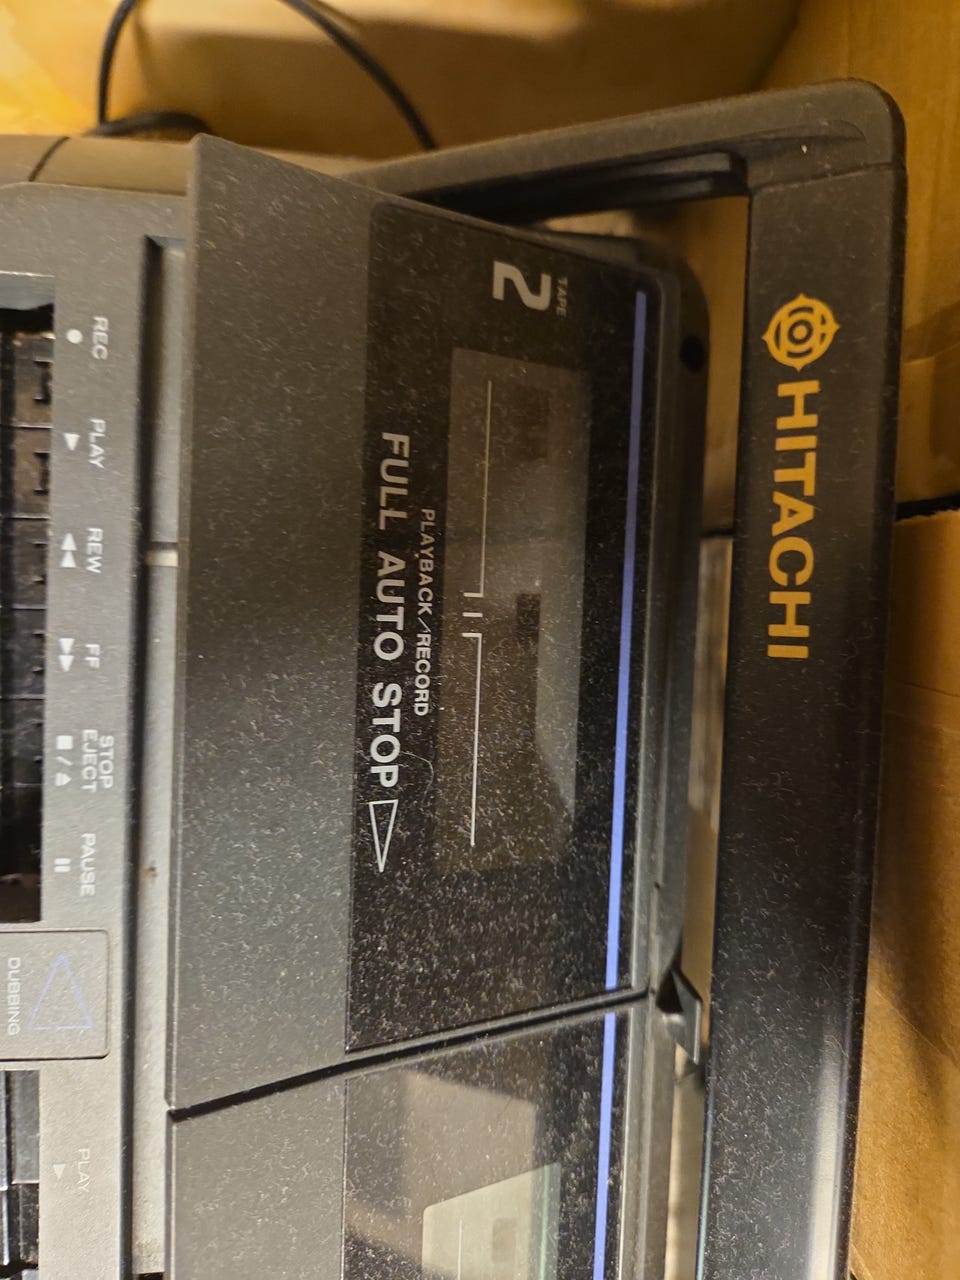 HITACHI
TAPE
2
PLAYBACK/RECORD
FULL AUTO STOP
REC
PLAY
REW
FF
STOP
EJECT
PAUSE
DUBBING
PLAY